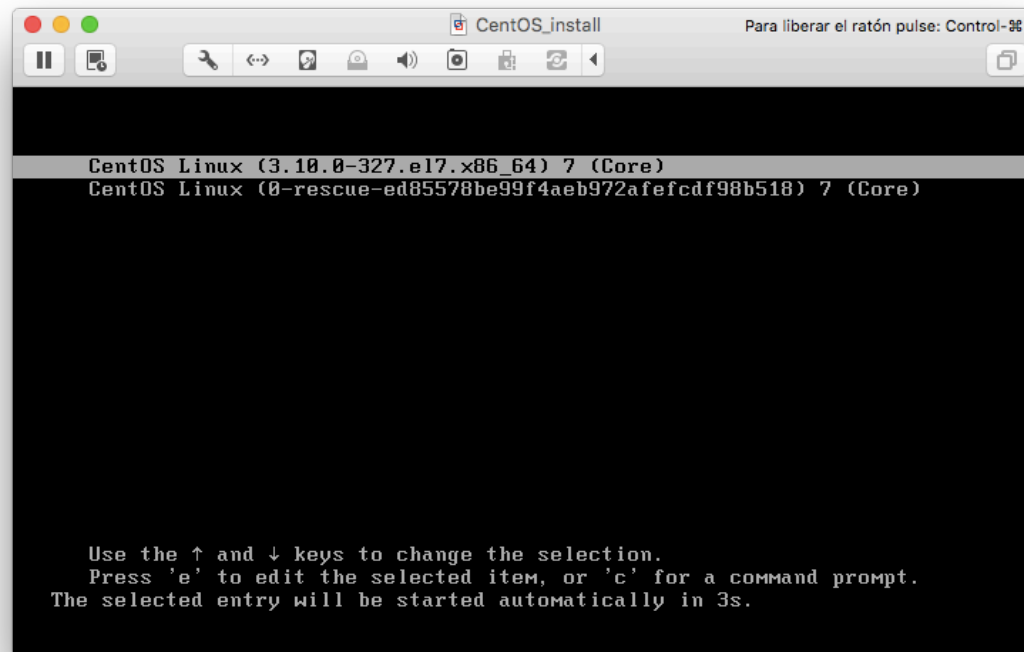 CentOS_install
Para liberar el ratón pulse: Control-⌘
CentOS Linux (3.10.0-327.el7.x86_64) 7 (Core)
CentOS Linux (0-rescue-ed85578be99f4aeb972afefcdf98b518) 7 (Core)
Use the ↑ and ↓ keys to change the selection.
Press 'e' to edit the selected item, or 'c' for a command prompt.
The selected entry will be started automatically in 3s.